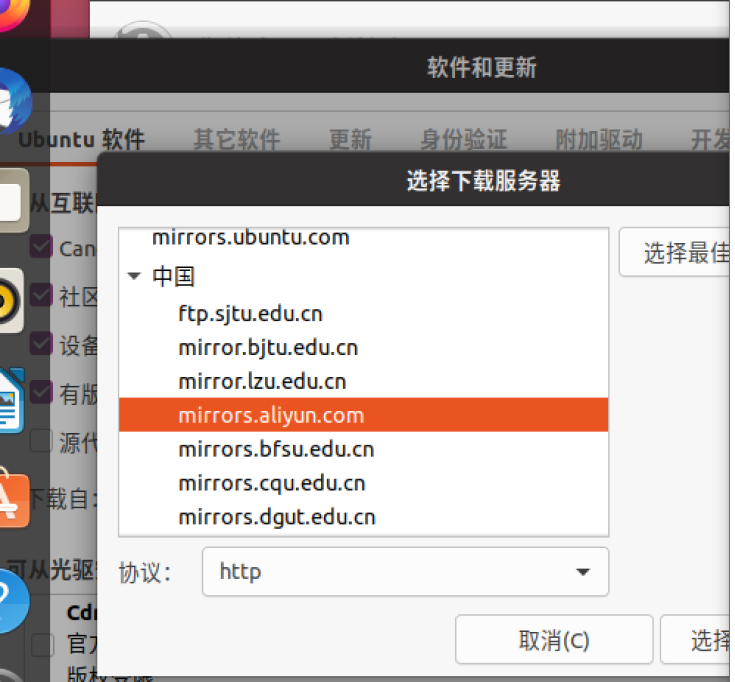 软件和更新
Ubuntu 软件 其它软件 更新 身份验证 附加驱动 开发
选择下载服务器
从互联
mirrors.ubuntu.com
选择最佳
Can
中国
社区
ftp.sjtu.edu.cn
设备
mirror.bjtu.edu.cn
有版
mirror.lzu.edu.cn
mirrors.aliyun.com
源代
mirrors.bfsu.edu.cn
mirrors.cqu.edu.cn
下载自：
mirrors.dgut.edu.cn
可从光驱
协议： http
Cdr
官方
取消(C) 选择
版权受限